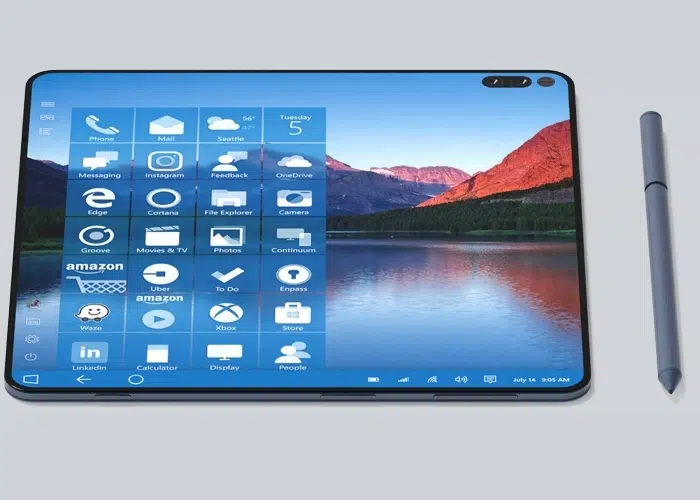 Phone Mail 56° 47° Seattle Tuesday 5
Messaging Instagram Feedback OneDrive
Edge Cortana File Explorer Camera
Groove Movies & TV Photos Continuum
amazon Uber To Do Enpass
Waze amazon Xbox Store
in LinkedIn Calculator Display People
July 14 9:05 AM